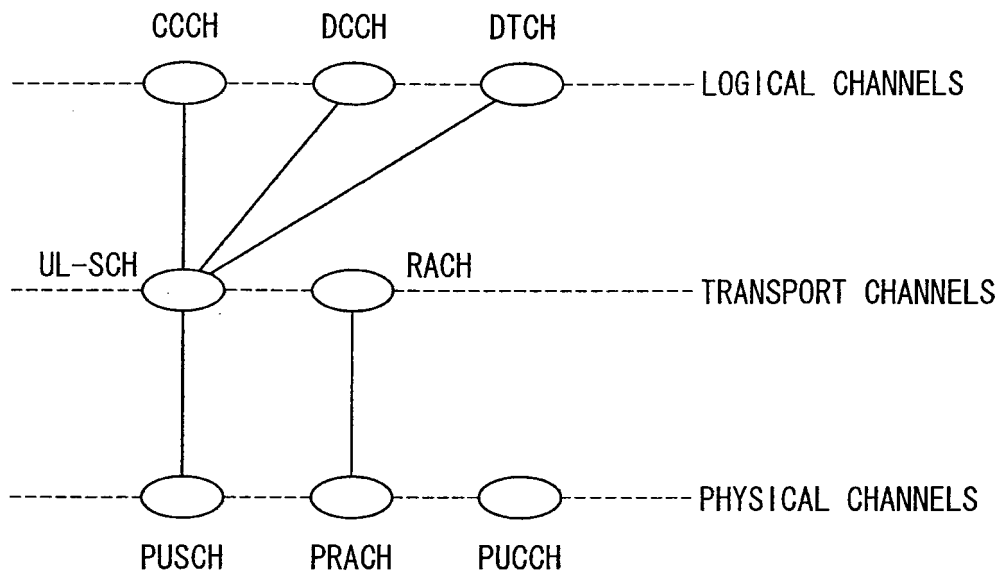 CCCH DCCH DTCH
LOGICAL CHANNELS
UL-SCH RACH
TRANSPORT CHANNELS
PHYSICAL CHANNELS
PUSCH PRACH PUCCH